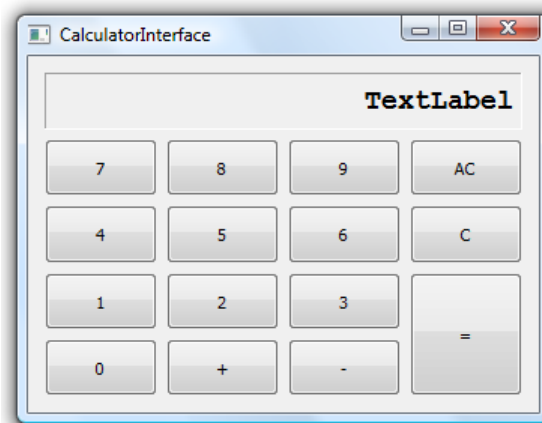 CalculatorInterface
TextLabel
7 8 9 AC
4 5 6 C
1 2 3
=
0 + -